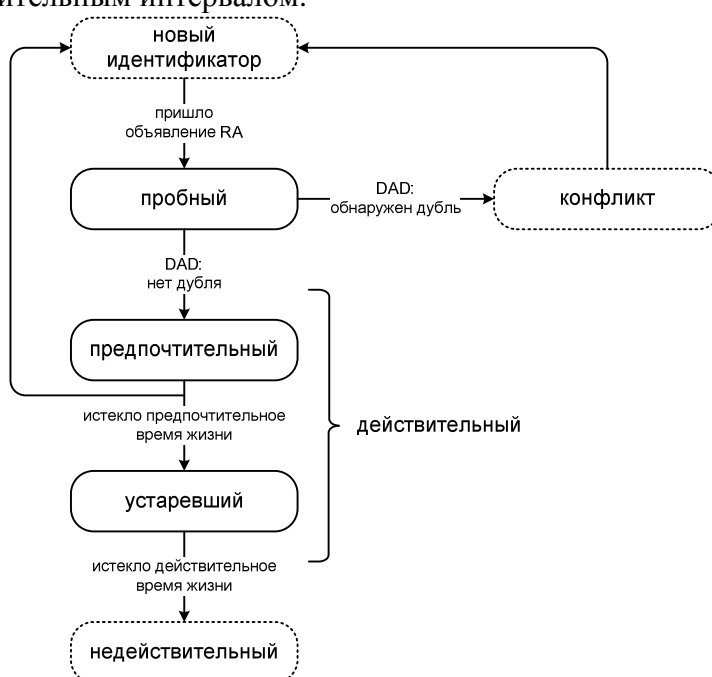 интервалом.
новый
идентификатор
пришло
объявление RA
пробный
DAD:
обнаружен дубль
конфликт
DAD:
нет дубля
предпочтительный
истекло предпочтительное
время жизни
действительный
устаревший
истекло действительное
время жизни
недействительный